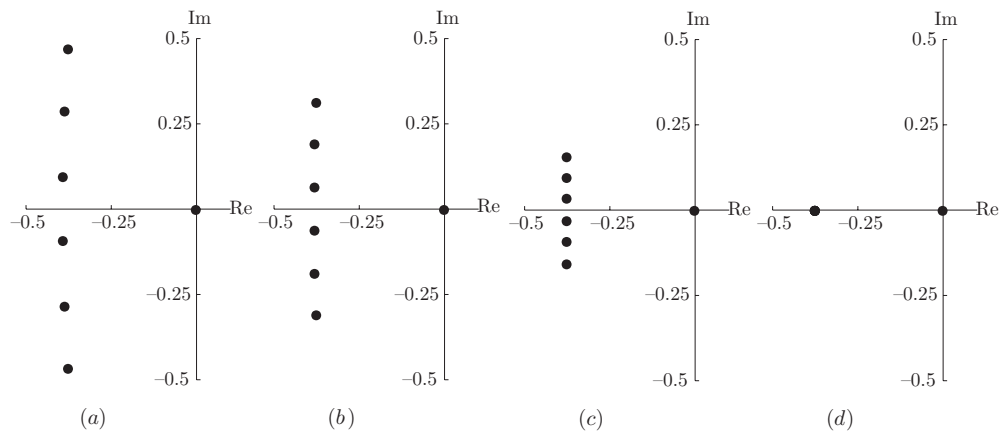 Im Im Im Im
0.5 0.5 0.5 0.5
0.25 0.25 0.25 0.25
Re Re Re Re
–0.5 –0.25 –0.5 –0.25 –0.5 –0.25 –0.5 –0.25
–0.25 –0.25 –0.25 –0.25
–0.5 –0.5 –0.5 –0.5
(a) (b) (c) (d)